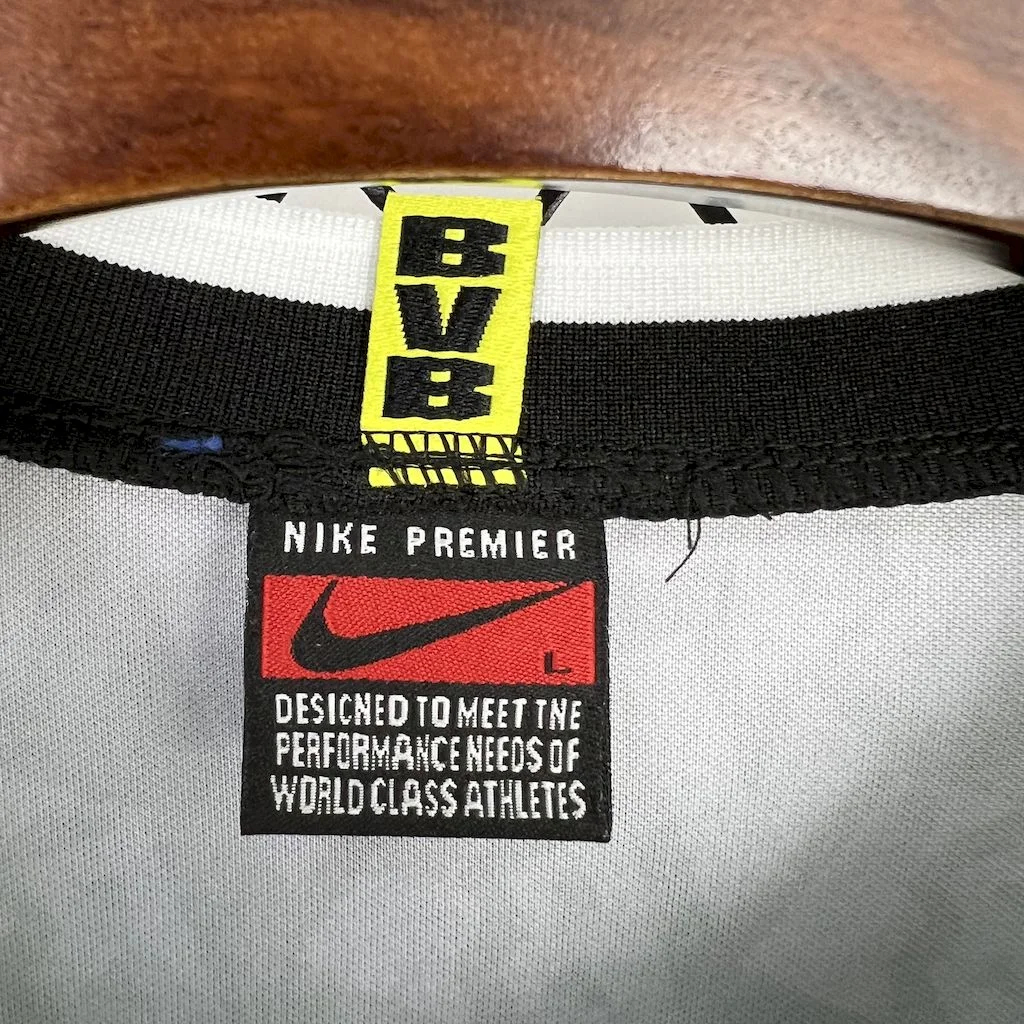 BVB
NIKE PREMIER
L
DESICNED TO MEET TNE
PERFORMANCE NEEDS OF
WORLD CLASS ATHLETES